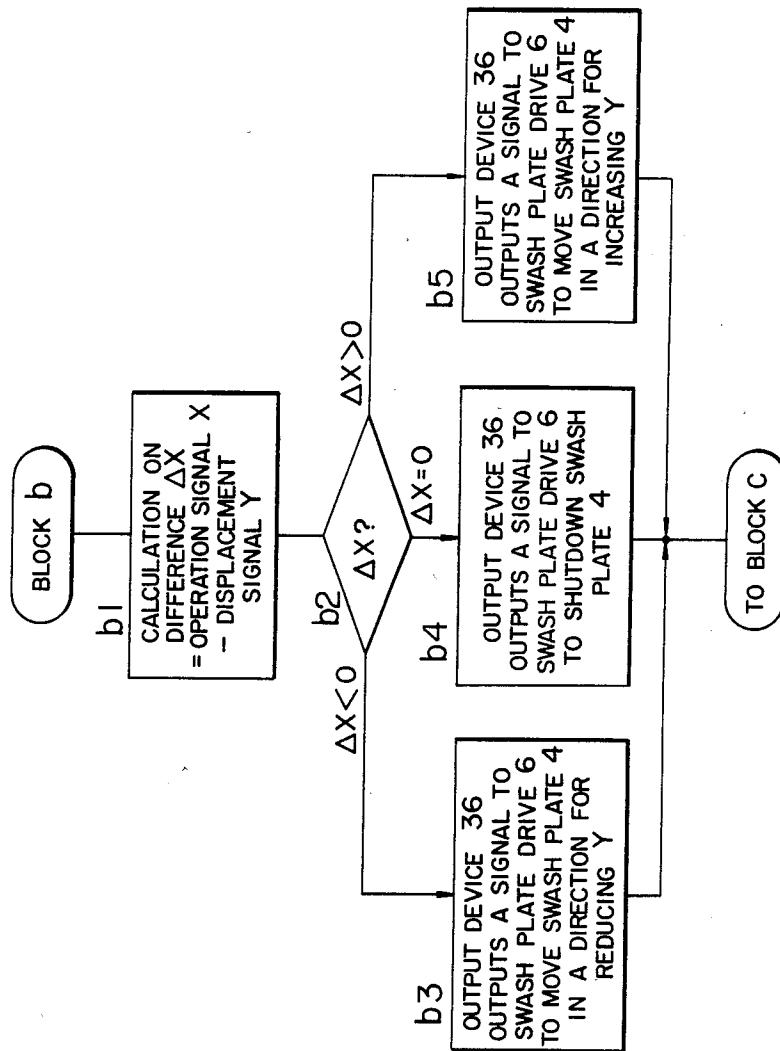 BLOCK b
b1
CALCULATION ON
DIFFERENCE ΔX
= OPERATION SIGNAL X
- DISPLACEMENT
SIGNAL Y
b2
ΔX?
ΔX<0
ΔX=0
ΔX>0
b3
OUTPUT DEVICE 36
OUTPUTS A SIGNAL TO
SWASH PLATE DRIVE 6
TO MOVE SWASH PLATE 4
IN A DIRECTION FOR
REDUCING Y
b4
OUTPUT DEVICE 36
OUTPUTS A SIGNAL TO
SWASH PLATE DRIVE 6
TO SHUTDOWN SWASH
PLATE 4
b5
OUTPUT DEVICE 36
OUTPUTS A SIGNAL TO
SWASH PLATE DRIVE 6
TO MOVE SWASH PLATE 4
IN A DIRECTION FOR
INCREASING Y
TO BLOCK C